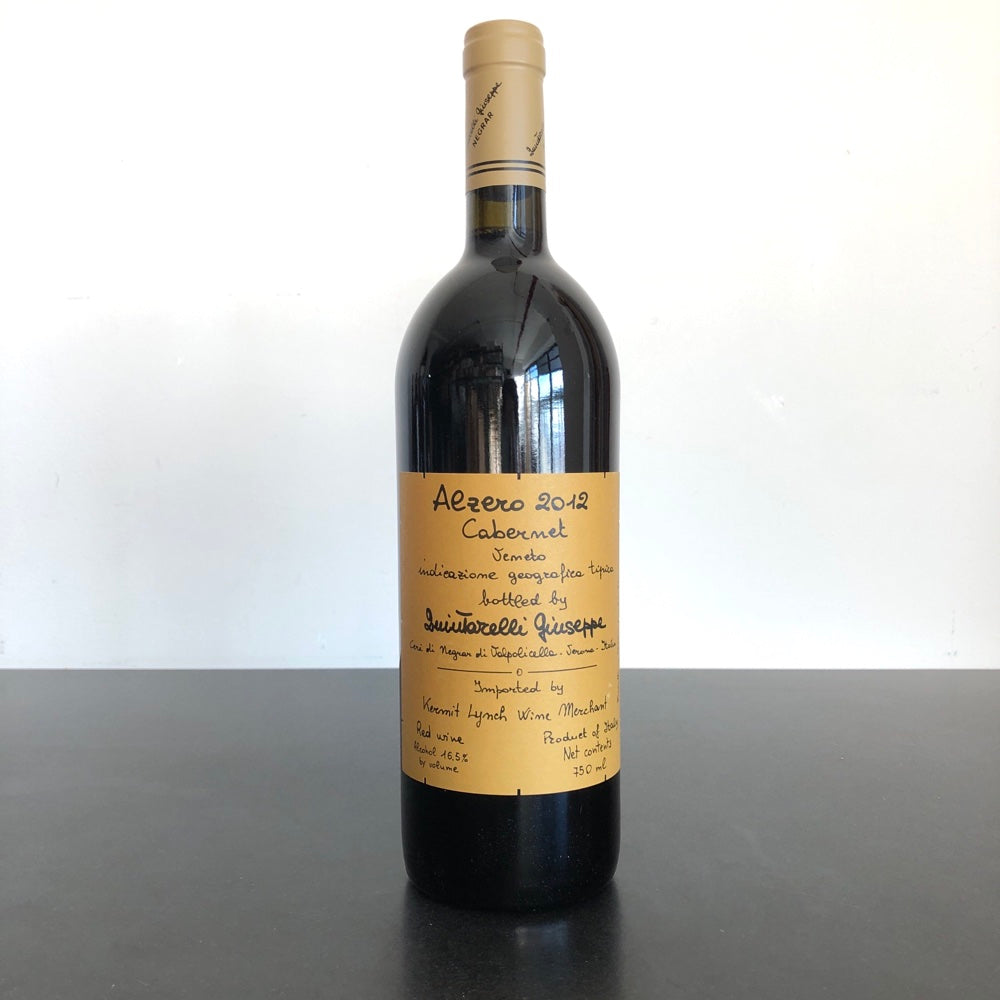 Giuseppe
NEGRAR
Alzero 2012
Cabernet
Veneto
indicazione geografica tipica
bottled by
Quintarelli Giuseppe
Cerè di Negrar di Valpolicella - Verona - Italia
Imported by
Kermit Lynch Wine Merchant
Red wine
Alcohol 16.5%
by volume
Product of Italy
Net contents
750 ml